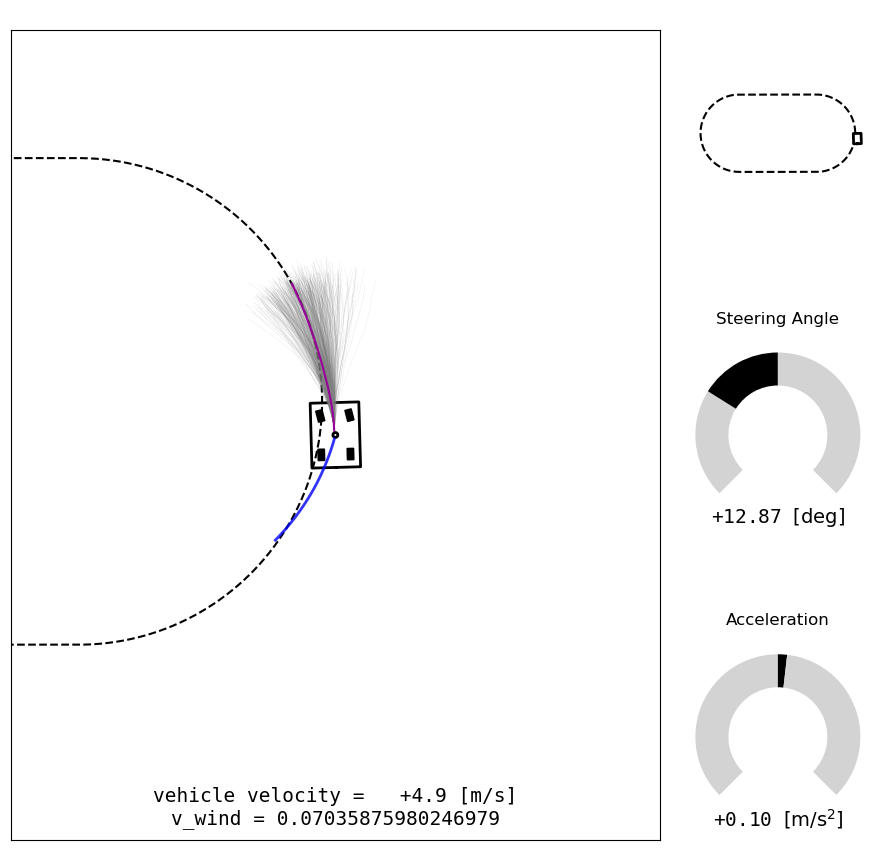 Steering Angle
+12.87 [deg]
Acceleration
+0.10 [m/s²]
vehicle velocity =   +4.9 [m/s]
v_wind = 0.07035875980246979